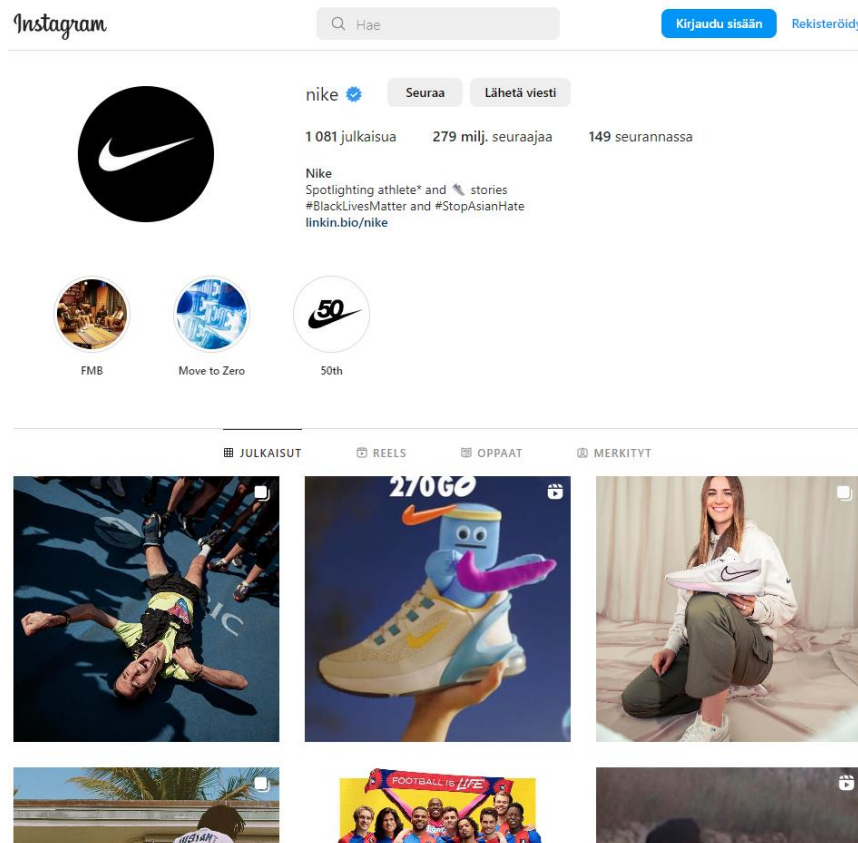 Instagram
Hae
Kirjaudu sisään
Rekisteröidy
nike
Seuraa
Lähetä viesti
1 081 julkaisua 279 milj. seuraajaa 149 seurannassa
Nike
Spotlighting athlete* and 👟 stories
#BlackLivesMatter and #StopAsianHate
linkin.bio/nike
50
FMB
Move to Zero
50th
JULKAISUT
REELS
OPPAAT
MERKITYT
270GO
IC
FOOTBALL IS LIFE